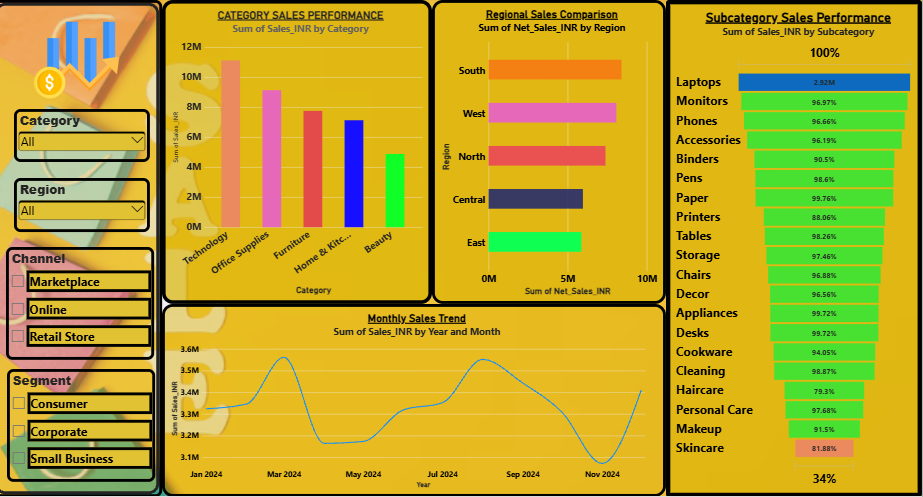 $
Category
All
Region
All
Channel
Marketplace
Online
Retail Store
Segment
Consumer
Corporate
Small Business
CATEGORY SALES PERFORMANCE
Sum of Sales_INR by Category
Sum of Sales_INR
12M
10M
8M
6M
4M
2M
0M
Technology
Office Supplies
Furniture
Home & Kitc...
Beauty
Category
Regional Sales Comparison
Sum of Net_Sales_INR by Region
Region
South
West
North
Central
East
0M 5M 10M
Sum of Net_Sales_INR
Monthly Sales Trend
Sum of Sales_INR by Year and Month
Sum of Sales_INR
3.6M
3.4M
3.3M
3.2M
3.1M
Jan 2024 Mar 2024 May 2024 Jul 2024 Sep 2024 Nov 2024
Year
Subcategory Sales Performance
Sum of Sales_INR by Subcategory
100%
Laptops 2.92M
Monitors 96.97%
Phones 96.66%
Accessories 96.19%
Binders 90.5%
Pens 98.6%
Paper 99.76%
Printers 88.06%
Tables 98.26%
Storage 97.46%
Chairs 96.88%
Decor 96.56%
Appliances 99.72%
Desks 99.72%
Cookware 94.05%
Cleaning 98.87%
Haircare 79.3%
Personal Care 97.68%
Makeup 91.5%
Skincare 81.88%
34%